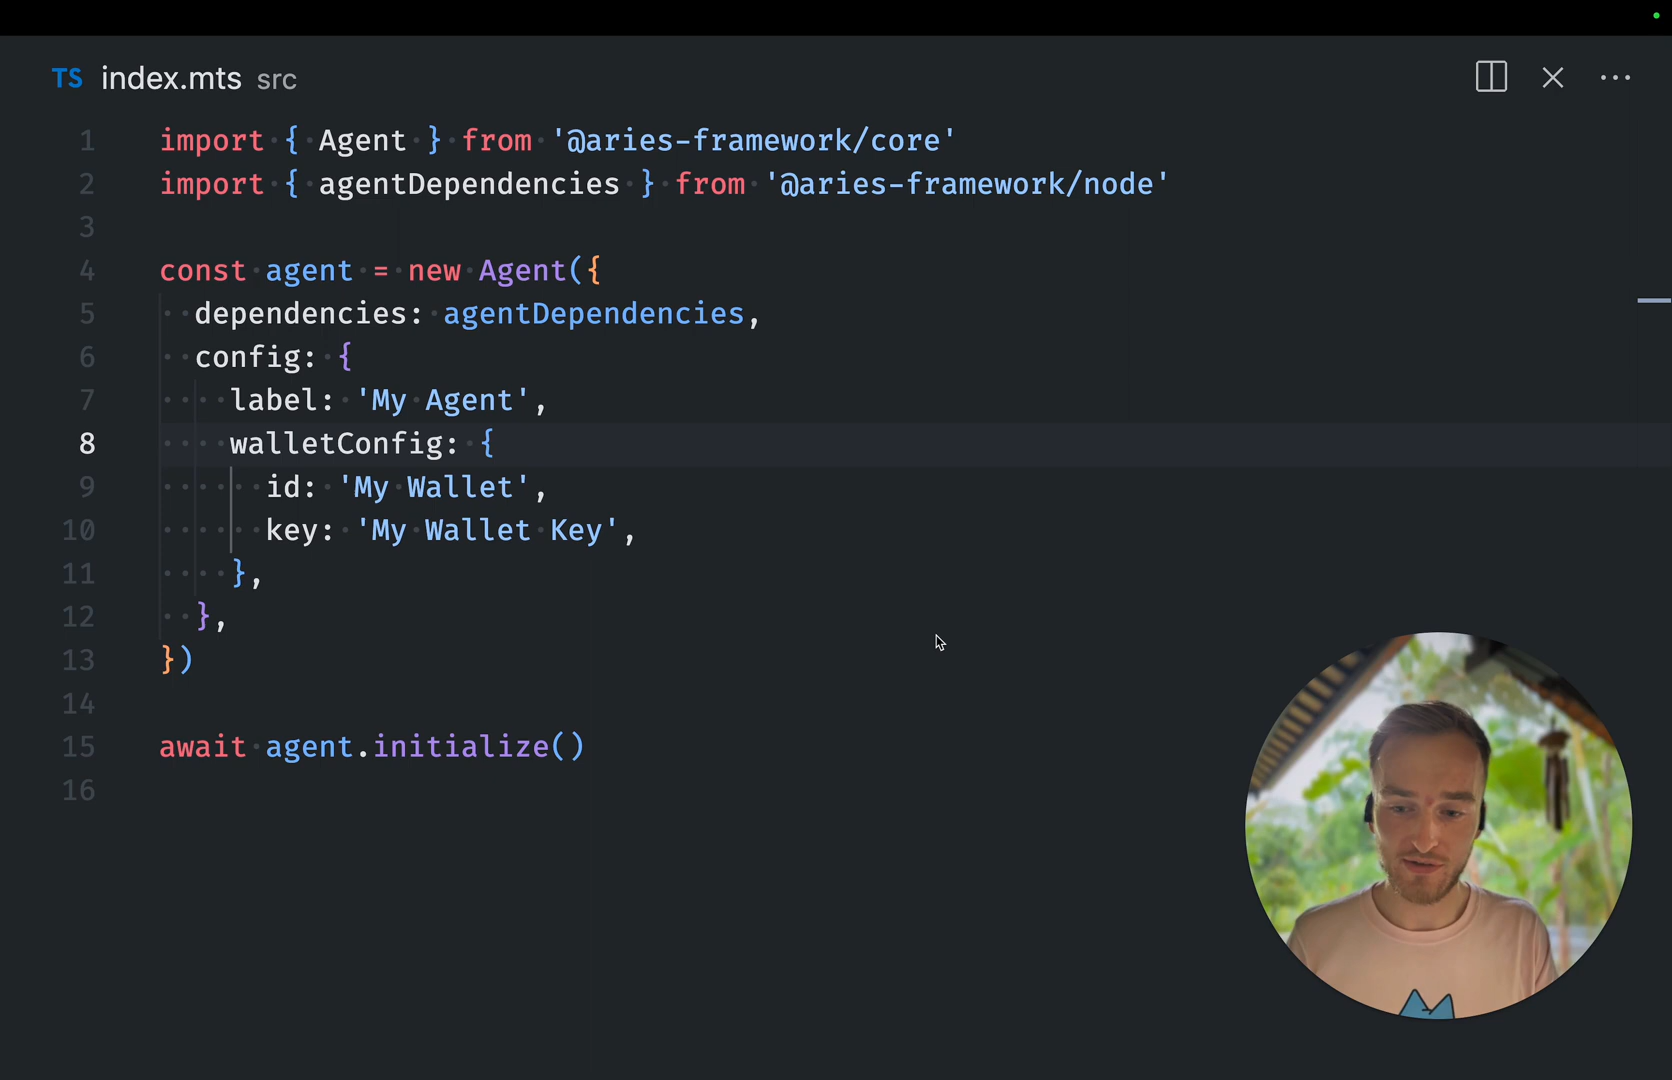 TS index.mts src
1 import { Agent } from '@aries-framework/core'
2 import { agentDependencies } from '@aries-framework/node'
3
4 const agent = new Agent({
5 dependencies: agentDependencies,
6 config: {
7 label: 'My Agent',
8 walletConfig: {
9 id: 'My Wallet',
10 key: 'My Wallet Key',
11 },
12 },
13 })
14
15 await agent.initialize()
16